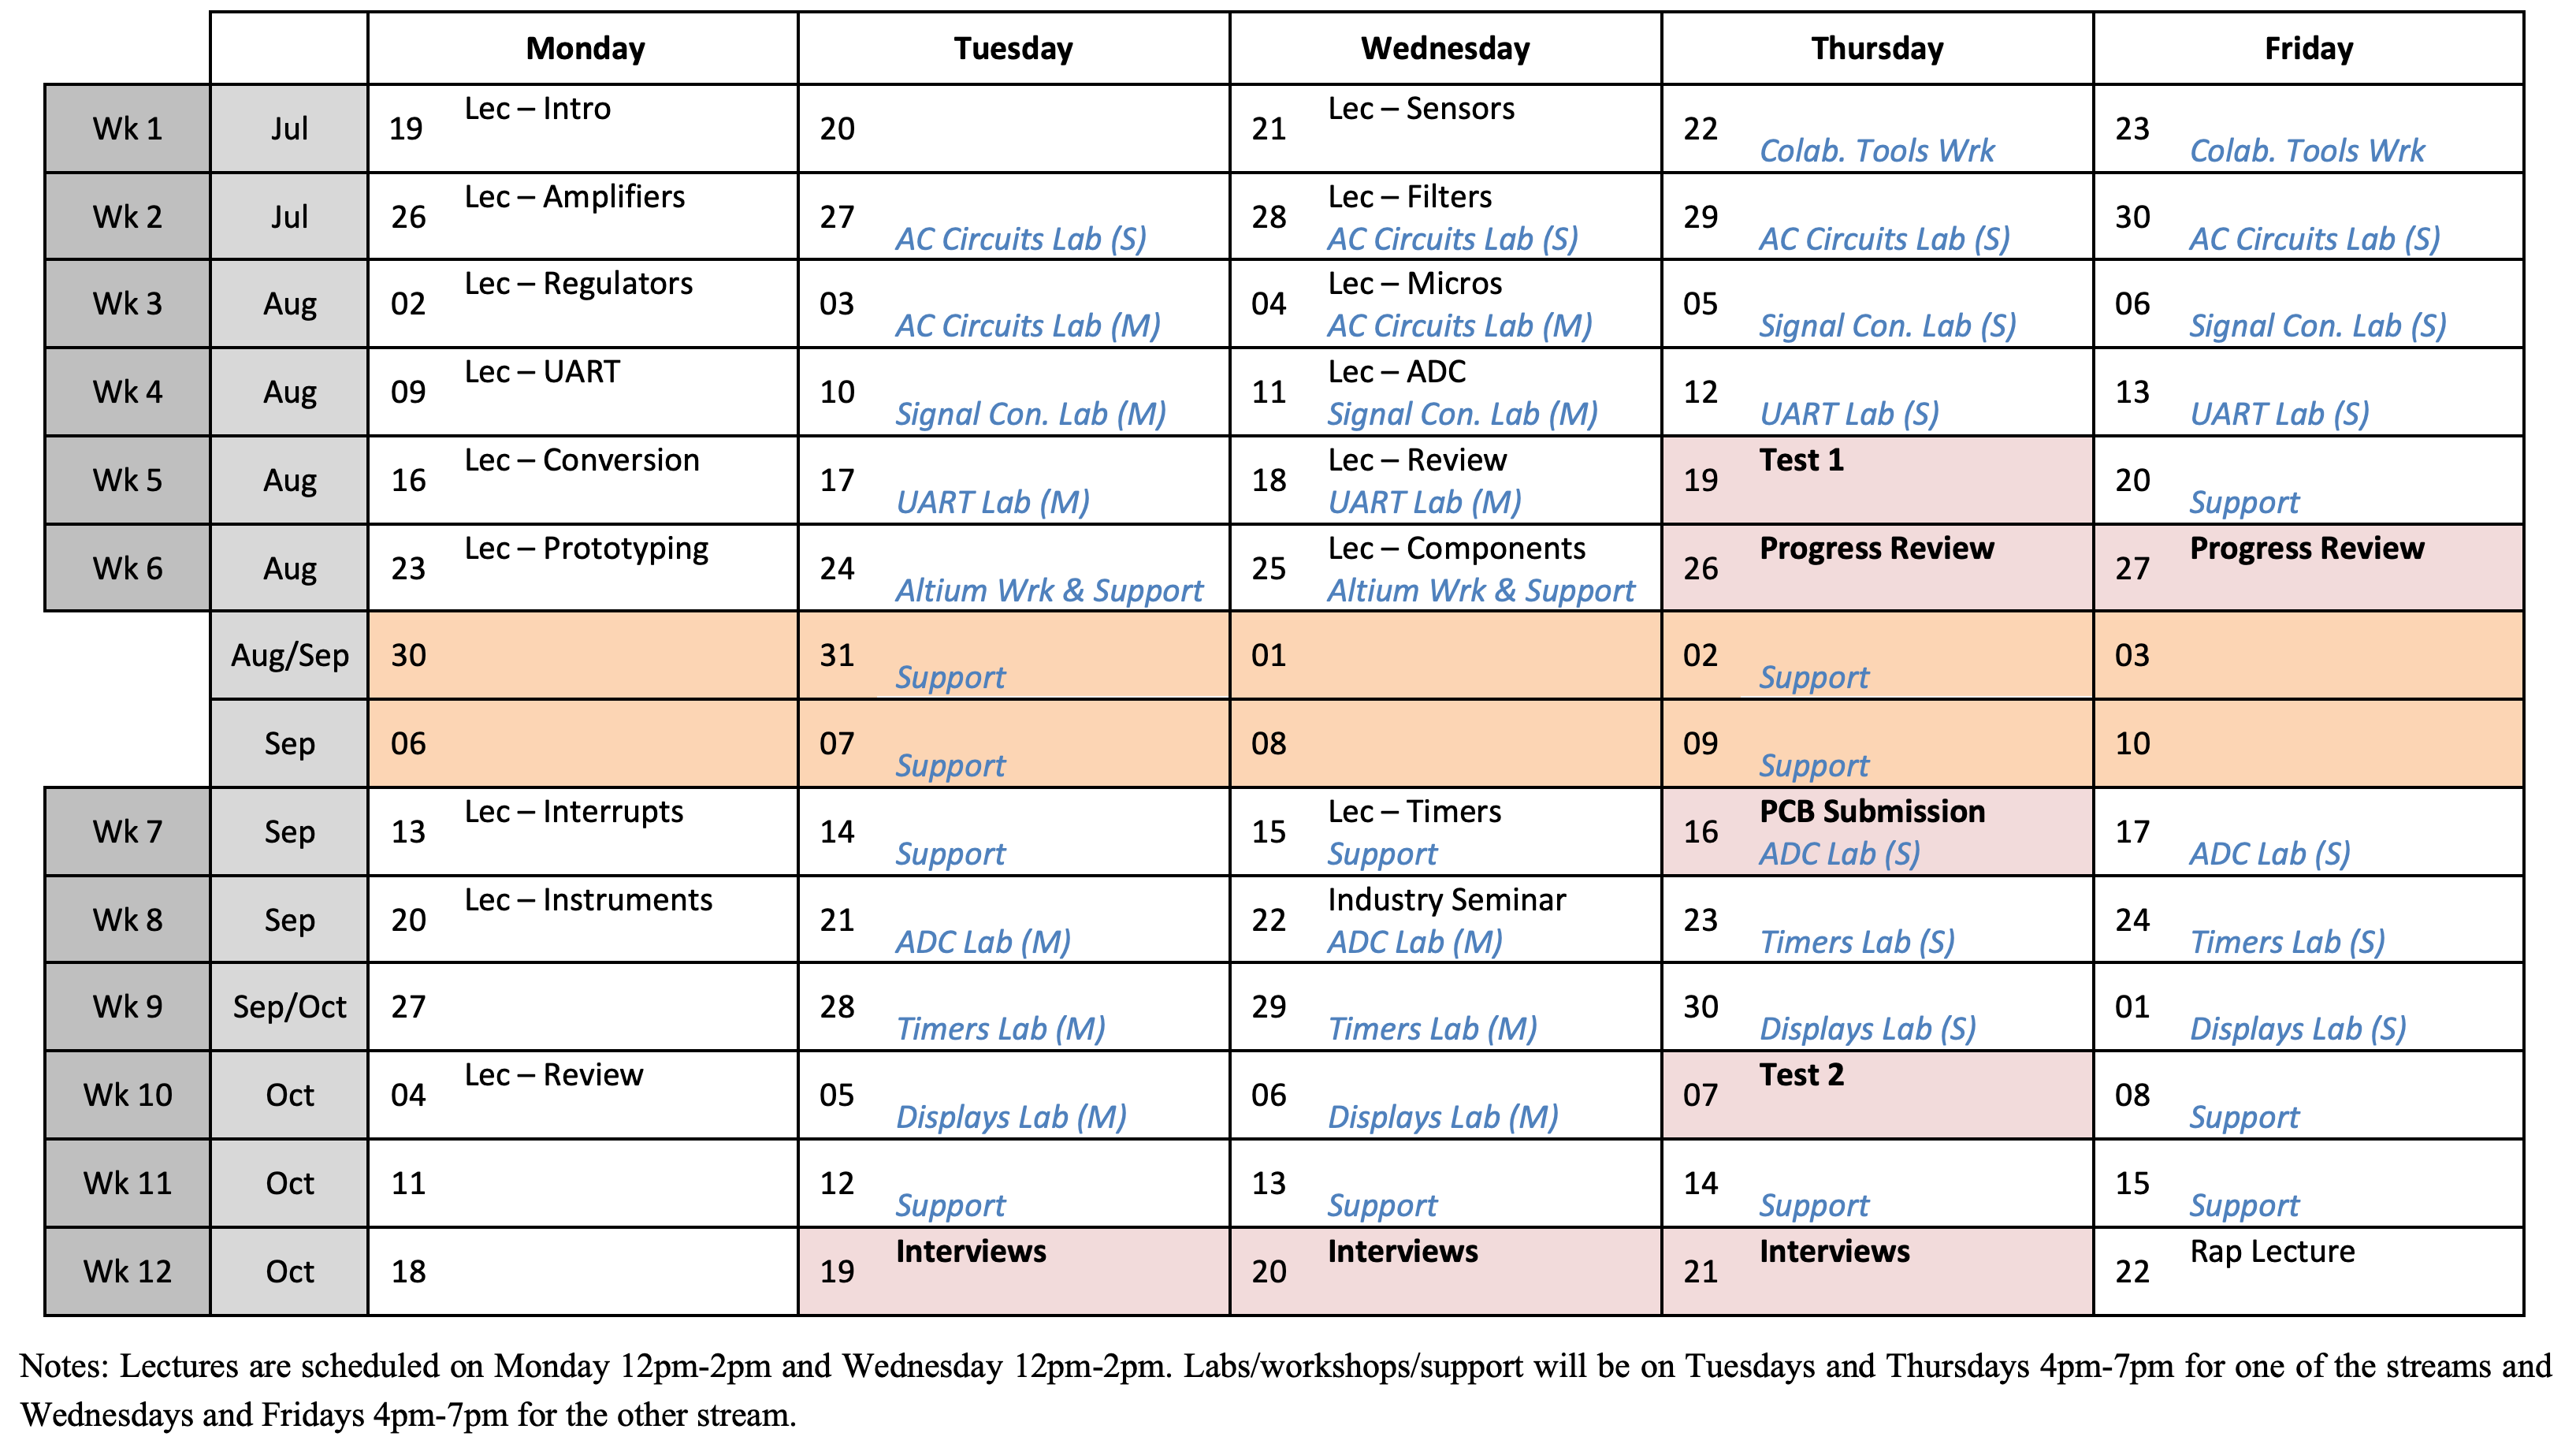 Monday Tuesday Wednesday Thursday Friday
Wk 1 Jul 19 Lec – Intro 20 21 Lec – Sensors 22 Colab. Tools Wrk 23 Colab. Tools Wrk
Wk 2 Jul 26 Lec – Amplifiers 27 AC Circuits Lab (S) 28 Lec – Filters AC Circuits Lab (S) 29 AC Circuits Lab (S) 30 AC Circuits Lab (S)
Wk 3 Aug 02 Lec – Regulators 03 AC Circuits Lab (M) 04 Lec – Micros AC Circuits Lab (M) 05 Signal Con. Lab (S) 06 Signal Con. Lab (S)
Wk 4 Aug 09 Lec – UART 10 Signal Con. Lab (M) 11 Lec – ADC Signal Con. Lab (M) 12 UART Lab (S) 13 UART Lab (S)
Wk 5 Aug 16 Lec – Conversion 17 UART Lab (M) 18 Lec – Review UART Lab (M) 19 Test 1 20 Support
Wk 6 Aug 23 Lec – Prototyping 24 Altium Wrk & Support 25 Lec – Components Altium Wrk & Support 26 Progress Review 27 Progress Review
Aug/Sep 30 31 Support 01 02 Support 03
Sep 06 07 Support 08 09 Support 10
Wk 7 Sep 13 Lec – Interrupts 14 Support 15 Lec – Timers Support 16 PCB Submission ADC Lab (S) 17 ADC Lab (S)
Wk 8 Sep 20 Lec – Instruments 21 ADC Lab (M) 22 Industry Seminar ADC Lab (M) 23 Timers Lab (S) 24 Timers Lab (S)
Wk 9 Sep/Oct 27 28 Timers Lab (M) 29 Timers Lab (M) 30 Displays Lab (S) 01 Displays Lab (S)
Wk 10 Oct 04 Lec – Review 05 Displays Lab (M) 06 Displays Lab (M) 07 Test 2 08 Support
Wk 11 Oct 11 12 Support 13 Support 14 Support 15 Support
Wk 12 Oct 18 19 Interviews 20 Interviews 21 Interviews 22 Rap Lecture
Notes: Lectures are scheduled on Monday 12pm-2pm and Wednesday 12pm-2pm. Labs/workshops/support will be on Tuesdays and Thursdays 4pm-7pm for one of the streams and
Wednesdays and Fridays 4pm-7pm for the other stream.